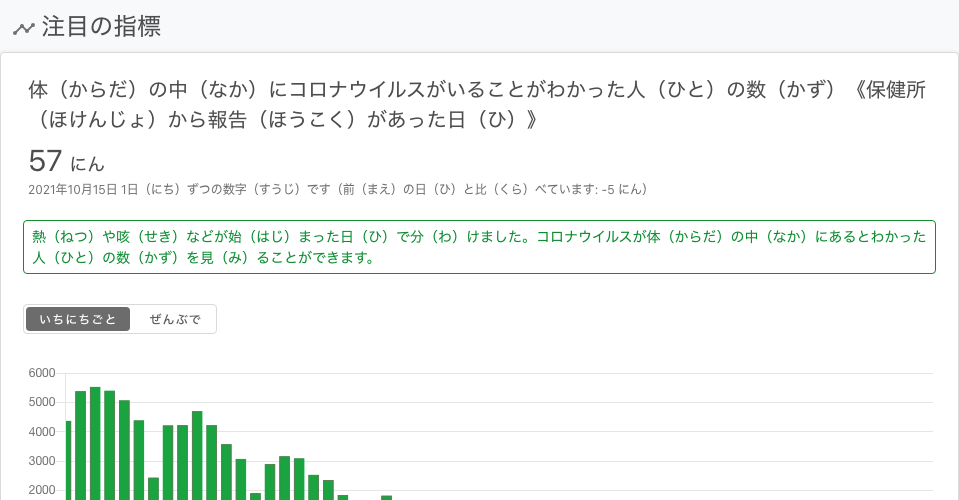 注目の指標
体（からだ）の中（なか）にコロナウイルスがいることがわかった人（ひと）の数（かず）《保健所
（ほけんじょ）から報告（ほうこく）があった日（ひ）》
57 にん
2021年10月15日 1日（にち）ずつの数字（すうじ）です（前（まえ）の日（ひ）と比（くら）べています: -5 にん）
熱（ねつ）や咳（せき）などが始（はじ）まった日（ひ）で分（わ）けました。コロナウイルスが体（からだ）の中（なか）にあるとわかった
人（ひと）の数（かず）を見（み）ることができます。
いちにちごと ぜんぶで
6000
5000
4000
3000
2000